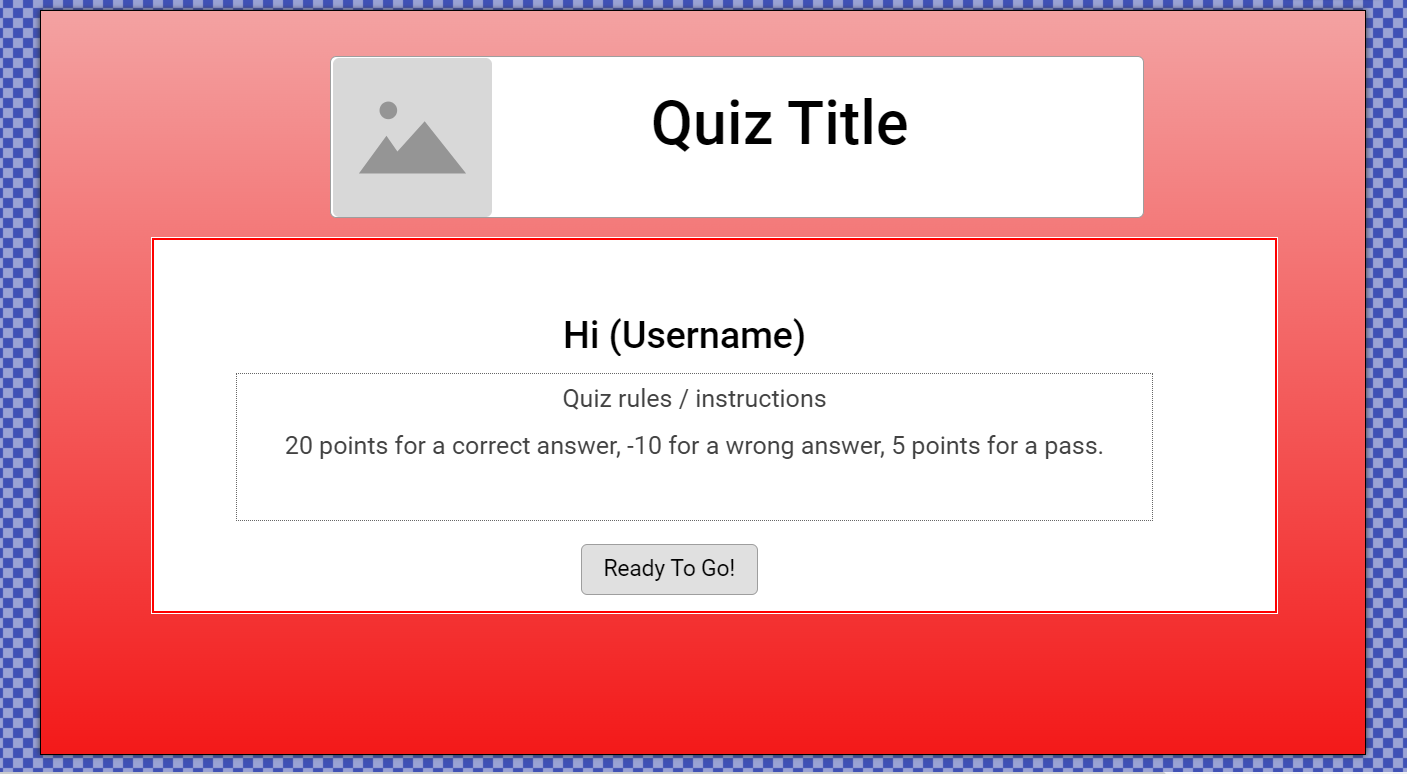 Quiz Title
Hi (Username)
Quiz rules / instructions
20 points for a correct answer, -10 for a wrong answer, 5 points for a pass.
Ready To Go!